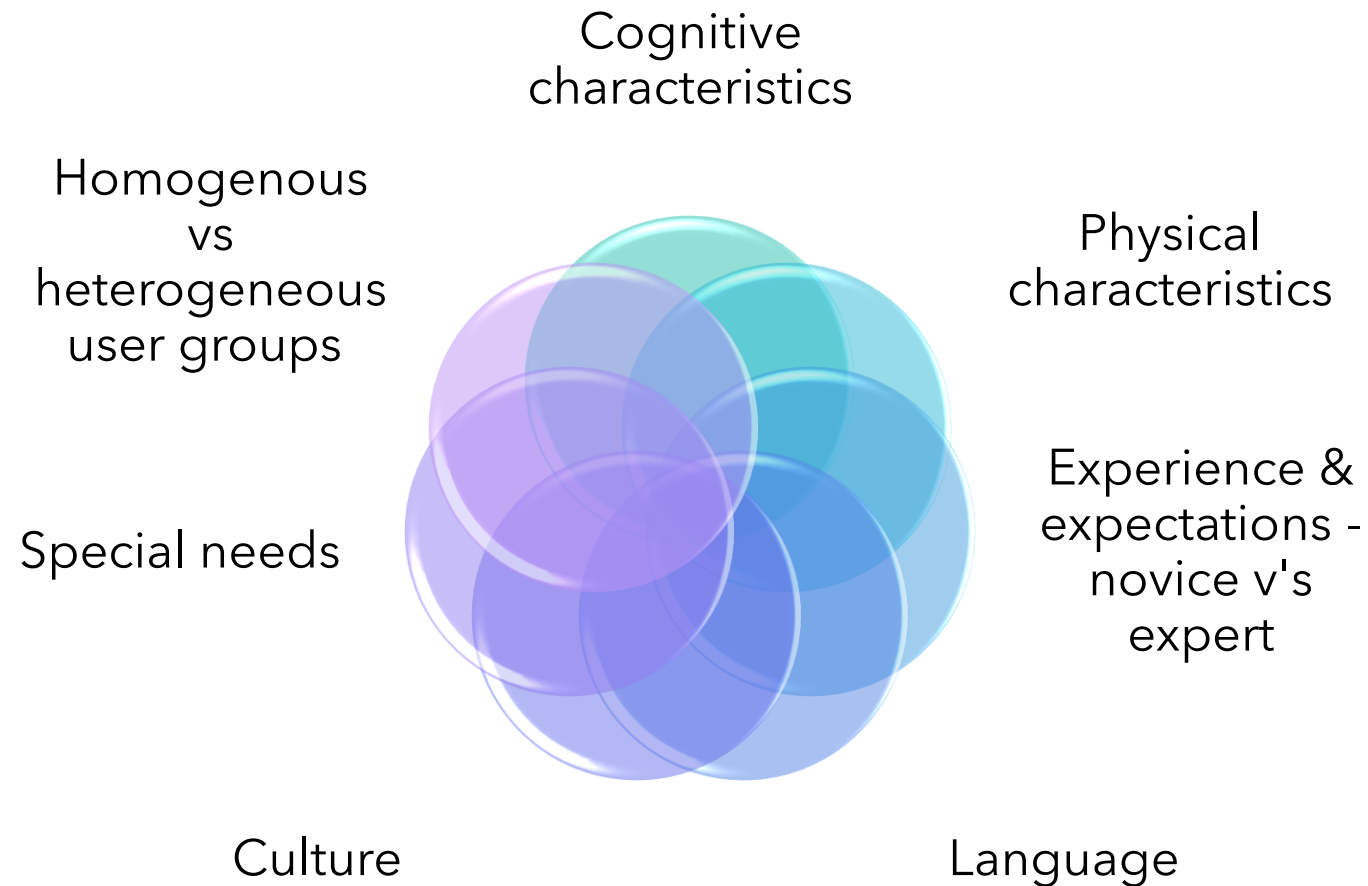 Cognitive
characteristics
Homogenous
vs
heterogeneous
user groups
Physical
characteristics
Experience &
expectations -
novice v's
expert
Special needs
Culture
Language